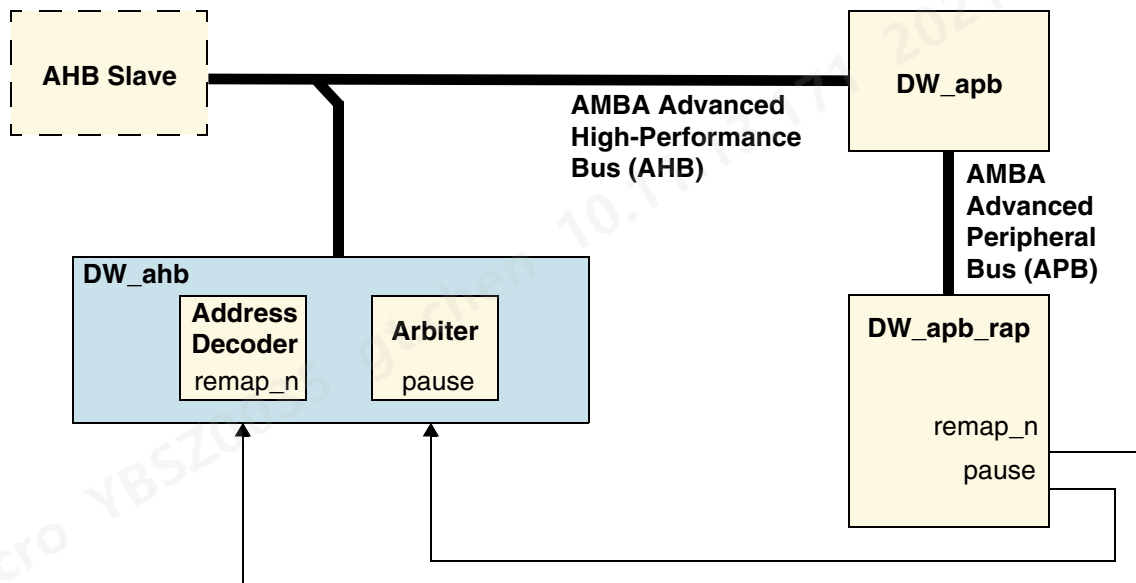 AHB Slave
DW_apb
AMBA Advanced
High-Performance
Bus (AHB)
AMBA
Advanced
Peripheral
Bus (APB)
DW_ahb
Address
Decoder
remap_n
Arbiter
pause
DW_apb_rap
remap_n
pause